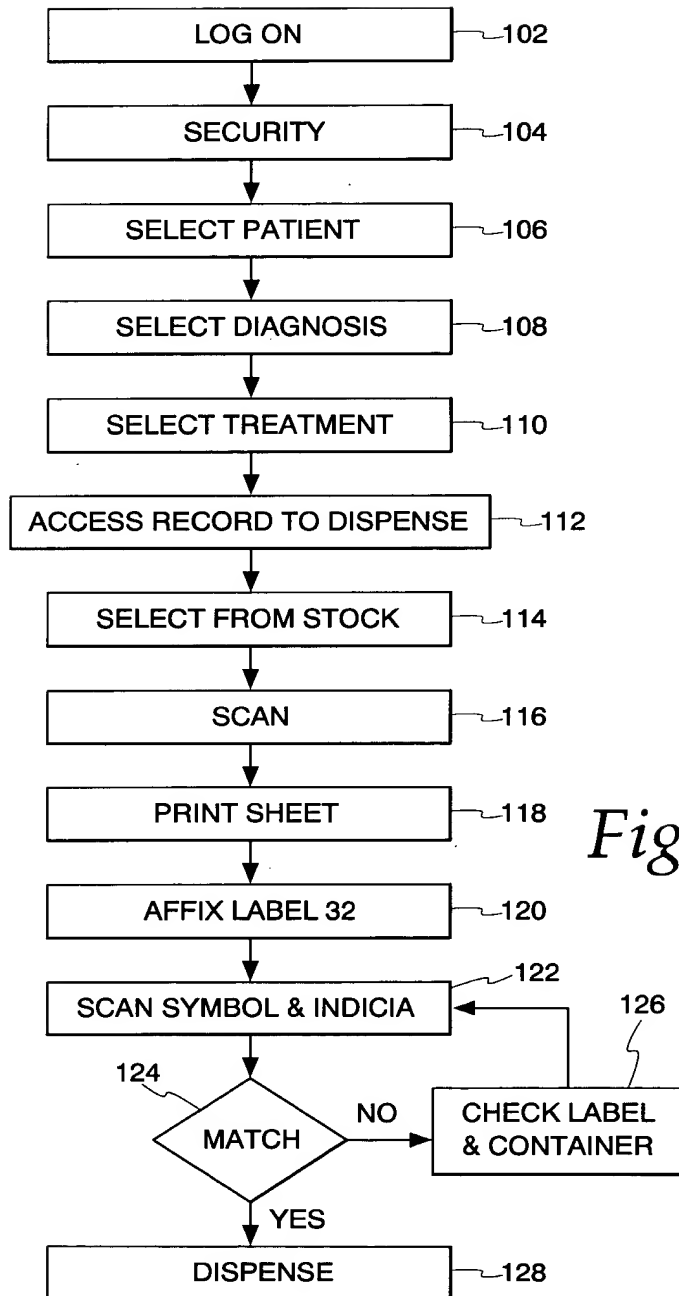 LOG ON 102
SECURITY 104
SELECT PATIENT 106
SELECT DIAGNOSIS 108
SELECT TREATMENT 110
ACCESS RECORD TO DISPENSE 112
SELECT FROM STOCK 114
SCAN 116
PRINT SHEET 118
Fig
AFFIX LABEL 32 120
122
SCAN SYMBOL & INDICIA
126
124
MATCH
NO
CHECK LABEL
& CONTAINER
YES
DISPENSE 128